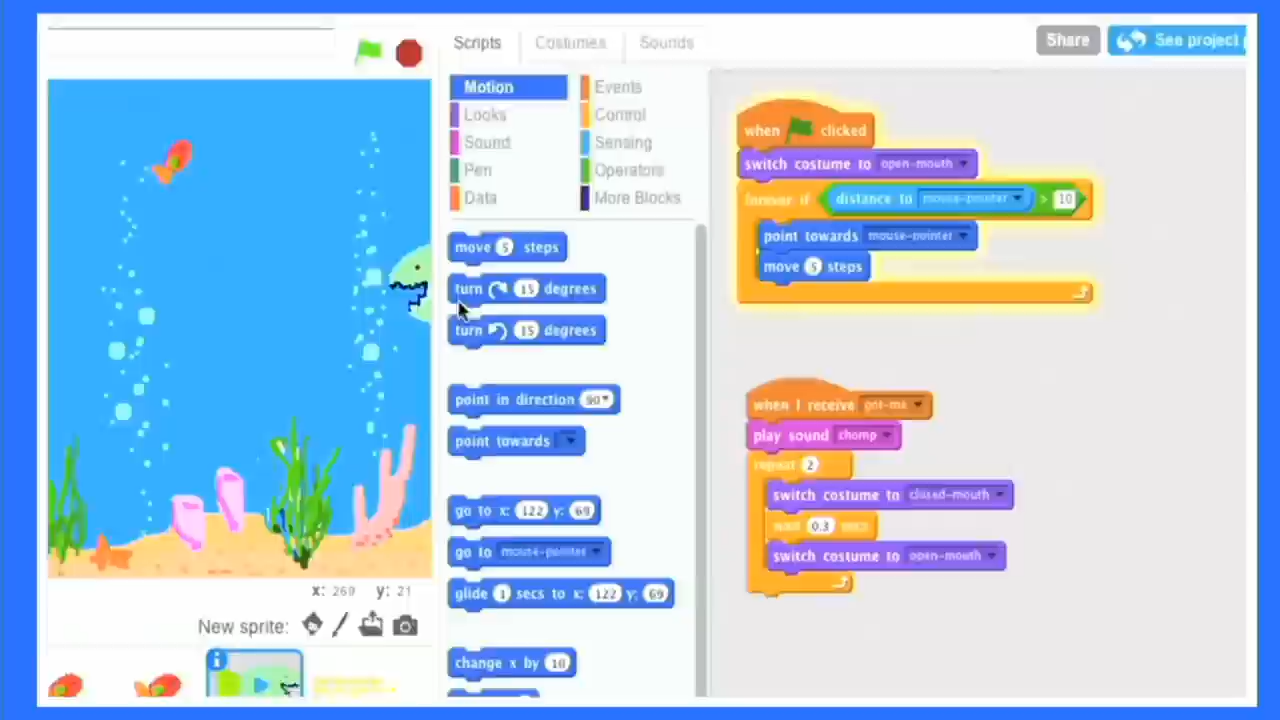 Scripts Costumes Sounds
Share See project
Motion Events
Looks Control
Sound Sensing
Pen Operators
Data More Blocks
move 5 steps
turn 15 degrees
turn 15 degrees
point in direction 90
point towards
go to x: 122 y: 69
go to mouse-pointer
glide 1 secs to x: 122 y: 69
change x by 10
when clicked
switch costume to open-mouth
forever if distance to mouse-pointer > 10
point towards mouse-pointer
move 5 steps
when I receive got-me
play sound chomp
repeat 2
switch costume to closed-mouth
wait 0.3 secs
switch costume to open-mouth
x: 260 y: 21
New sprite: